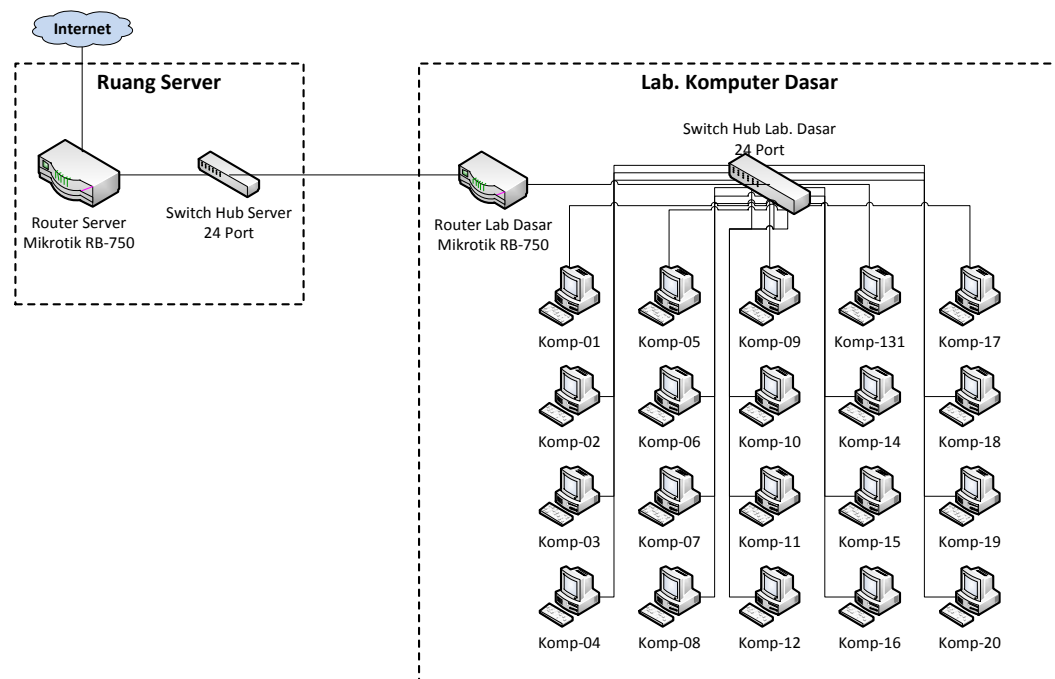 Internet
Ruang Server
Lab. Komputer Dasar
Switch Hub Lab. Dasar
24 Port
Router Server
Mikrotik RB-750
Switch Hub Server
24 Port
Router Lab Dasar
Mikrotik RB-750
Komp-01
Komp-05
Komp-09
Komp-131
Komp-17
Komp-02
Komp-06
Komp-10
Komp-14
Komp-18
Komp-03
Komp-07
Komp-11
Komp-15
Komp-19
Komp-04
Komp-08
Komp-12
Komp-16
Komp-20